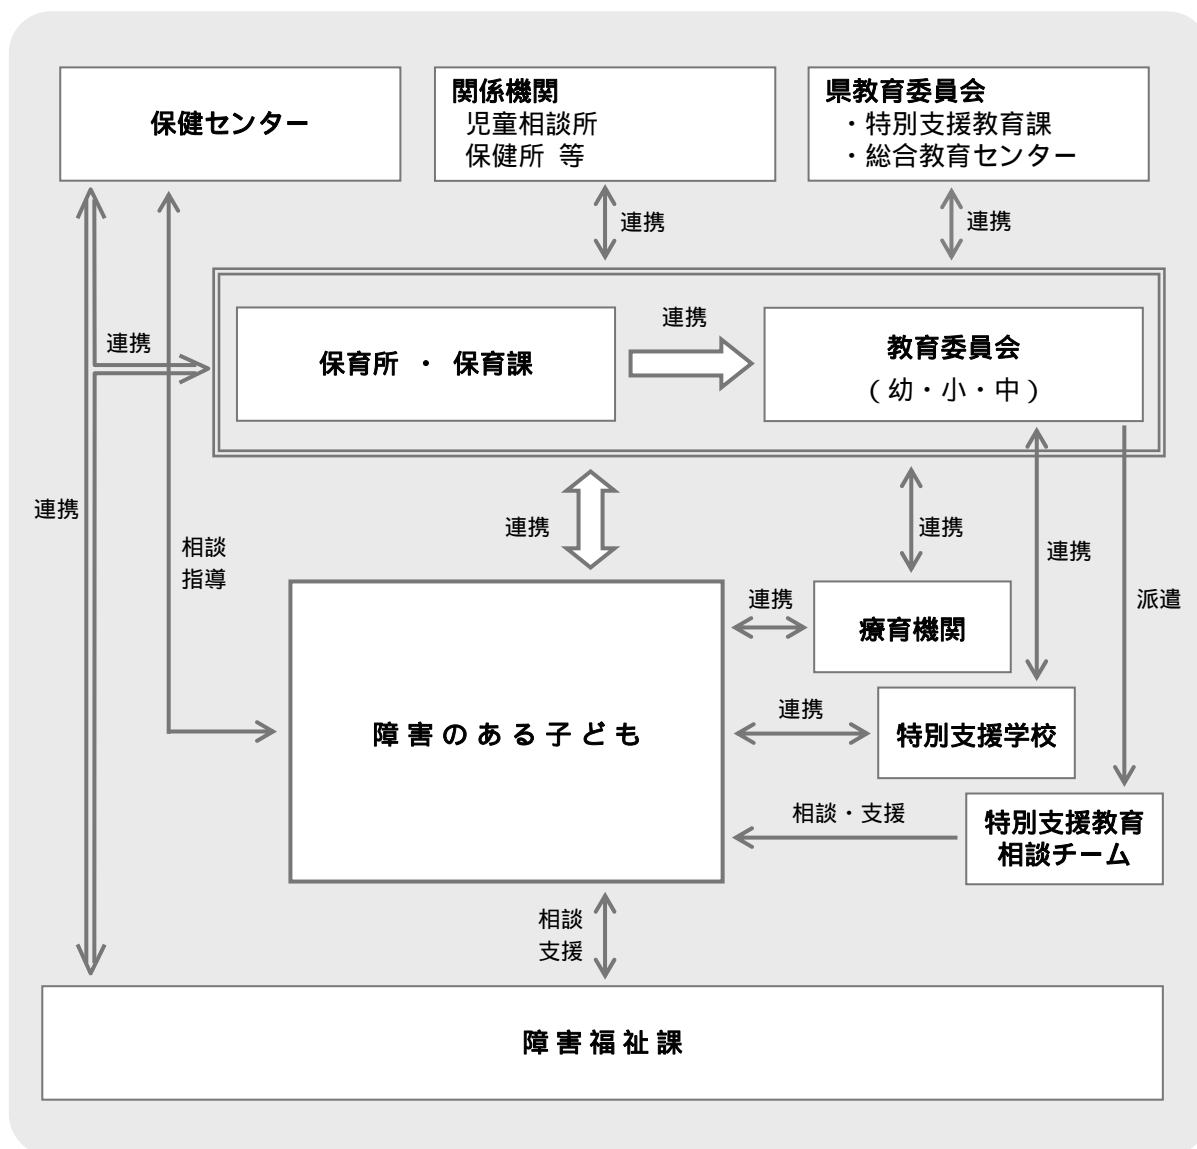 保健センター
関係機関
児童相談所
保健所 等
県教育委員会
・特別支援教育課
・総合教育センター
連携
連携
連携
保育所 ・ 保育課
連携
教育委員会
（幼・小・中）
連携
相談
指導
連携
連携
連携
派遣
連携
療育機関
障害のある子ども
連携
特別支援学校
相談・支援
特別支援教育
相談チーム
相談
支援
障害福祉課